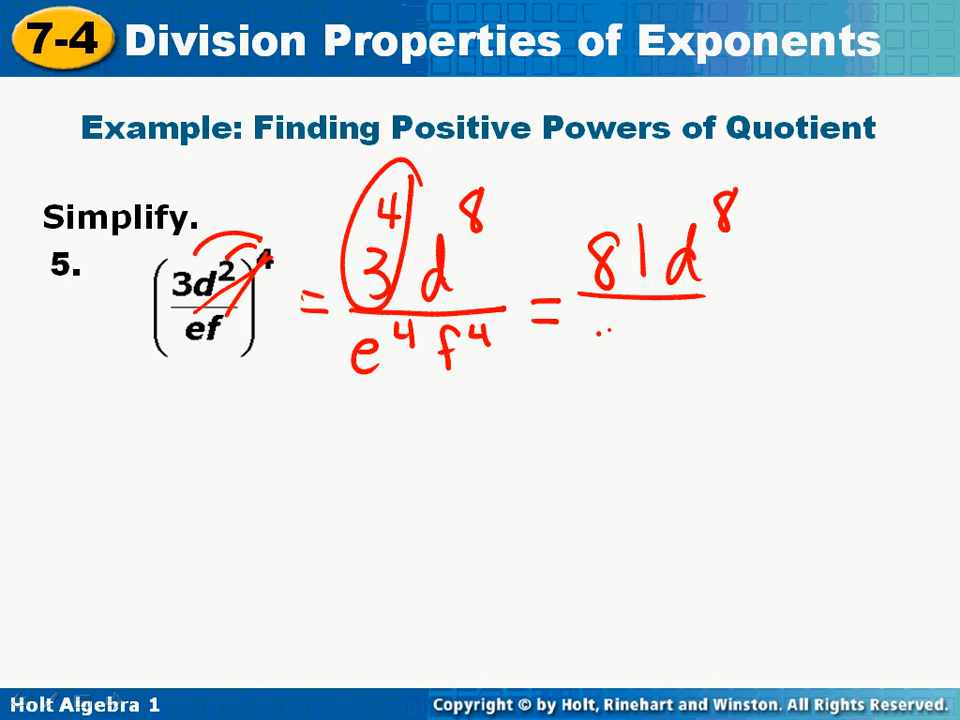 7-4 Division Properties of Exponents
Example: Finding Positive Powers of Quotient
Simplify.
5. (3d²/ef)⁴ = 3⁴d⁸/e⁴f⁴ = 81d⁸/
Holt Algebra 1
Copyright © by Holt, Rinehart and Winston. All Rights Reserved.